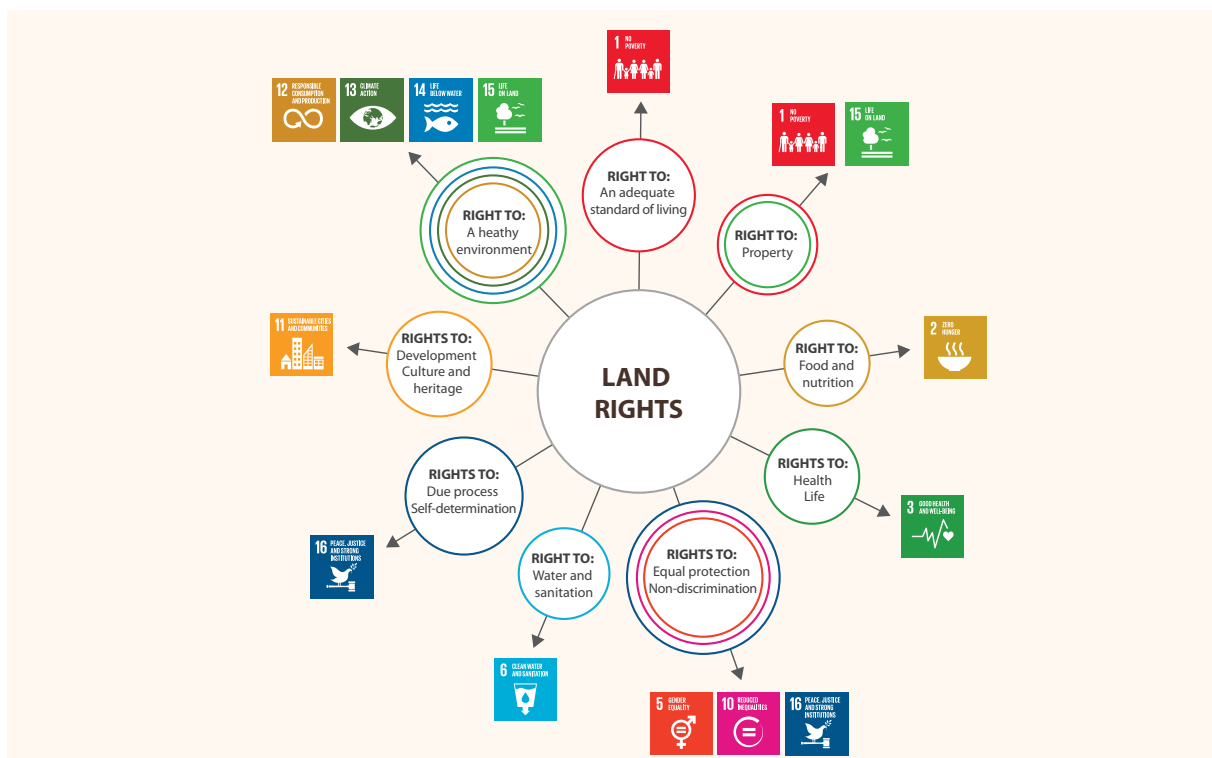 1 NO
POVERTY
12 RESPONSIBLE
CONSUMPTION
AND PRODUCTION
13 CLIMATE
ACTION
14 LIFE
BELOW WATER
15 LIFE
ON LAND
1 NO
POVERTY
15 LIFE
ON LAND
RIGHT TO:
An adequate
standard of living
RIGHT TO:
A heathy
environment
RIGHT TO:
Property
11 SUSTAINABLE CITIES
AND COMMUNITIES
RIGHTS TO:
Development
Culture and
heritage
LAND
RIGHTS
RIGHT TO:
Food and
nutrition
2 ZERO
HUNGER
RIGHTS TO:
Due process
Self-determination
RIGHTS TO:
Health
Life
3 GOOD HEALTH
AND WELL-BEING
16 PEACE, JUSTICE
AND STRONG
INSTITUTIONS
RIGHT TO:
Water and
sanitation
RIGHTS TO:
Equal protection
Non-discrimination
6 CLEAN WATER
AND SANITATION
5 GENDER
EQUALITY
10 REDUCED
INEQUALITIES
16 PEACE, JUSTICE
AND STRONG
INSTITUTIONS